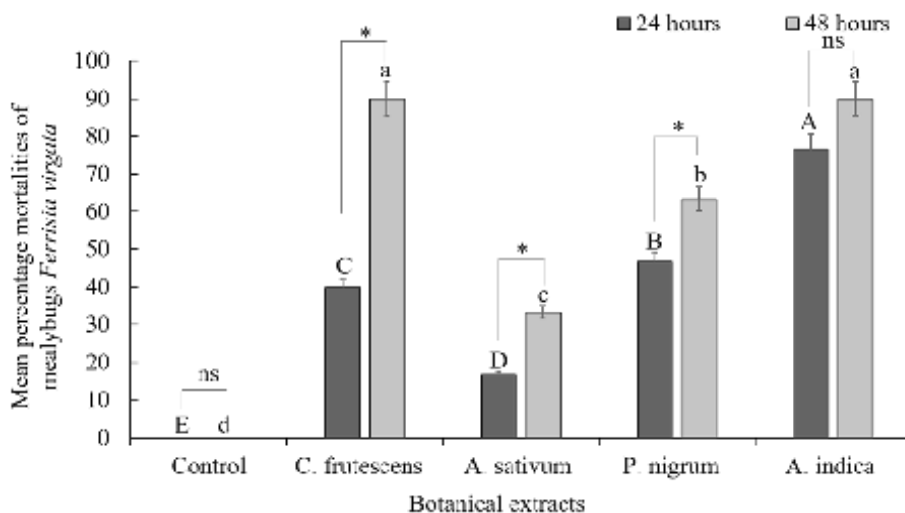 24 hours
48 hours
Mean percentage mortalities of
mealybugs Ferrisia virgata
100
90
80
70
60
50
40
30
20
10
0
ns
E
d
*
C
a
*
D
c
*
B
b
ns
A
a
Control
C. frutescens
A. sativum
P. nigrum
A. indica
Botanical extracts